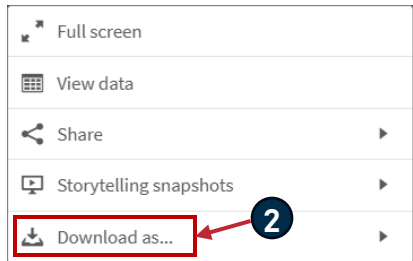 Full screen
View data
Share
Storytelling snapshots
Download as...
2